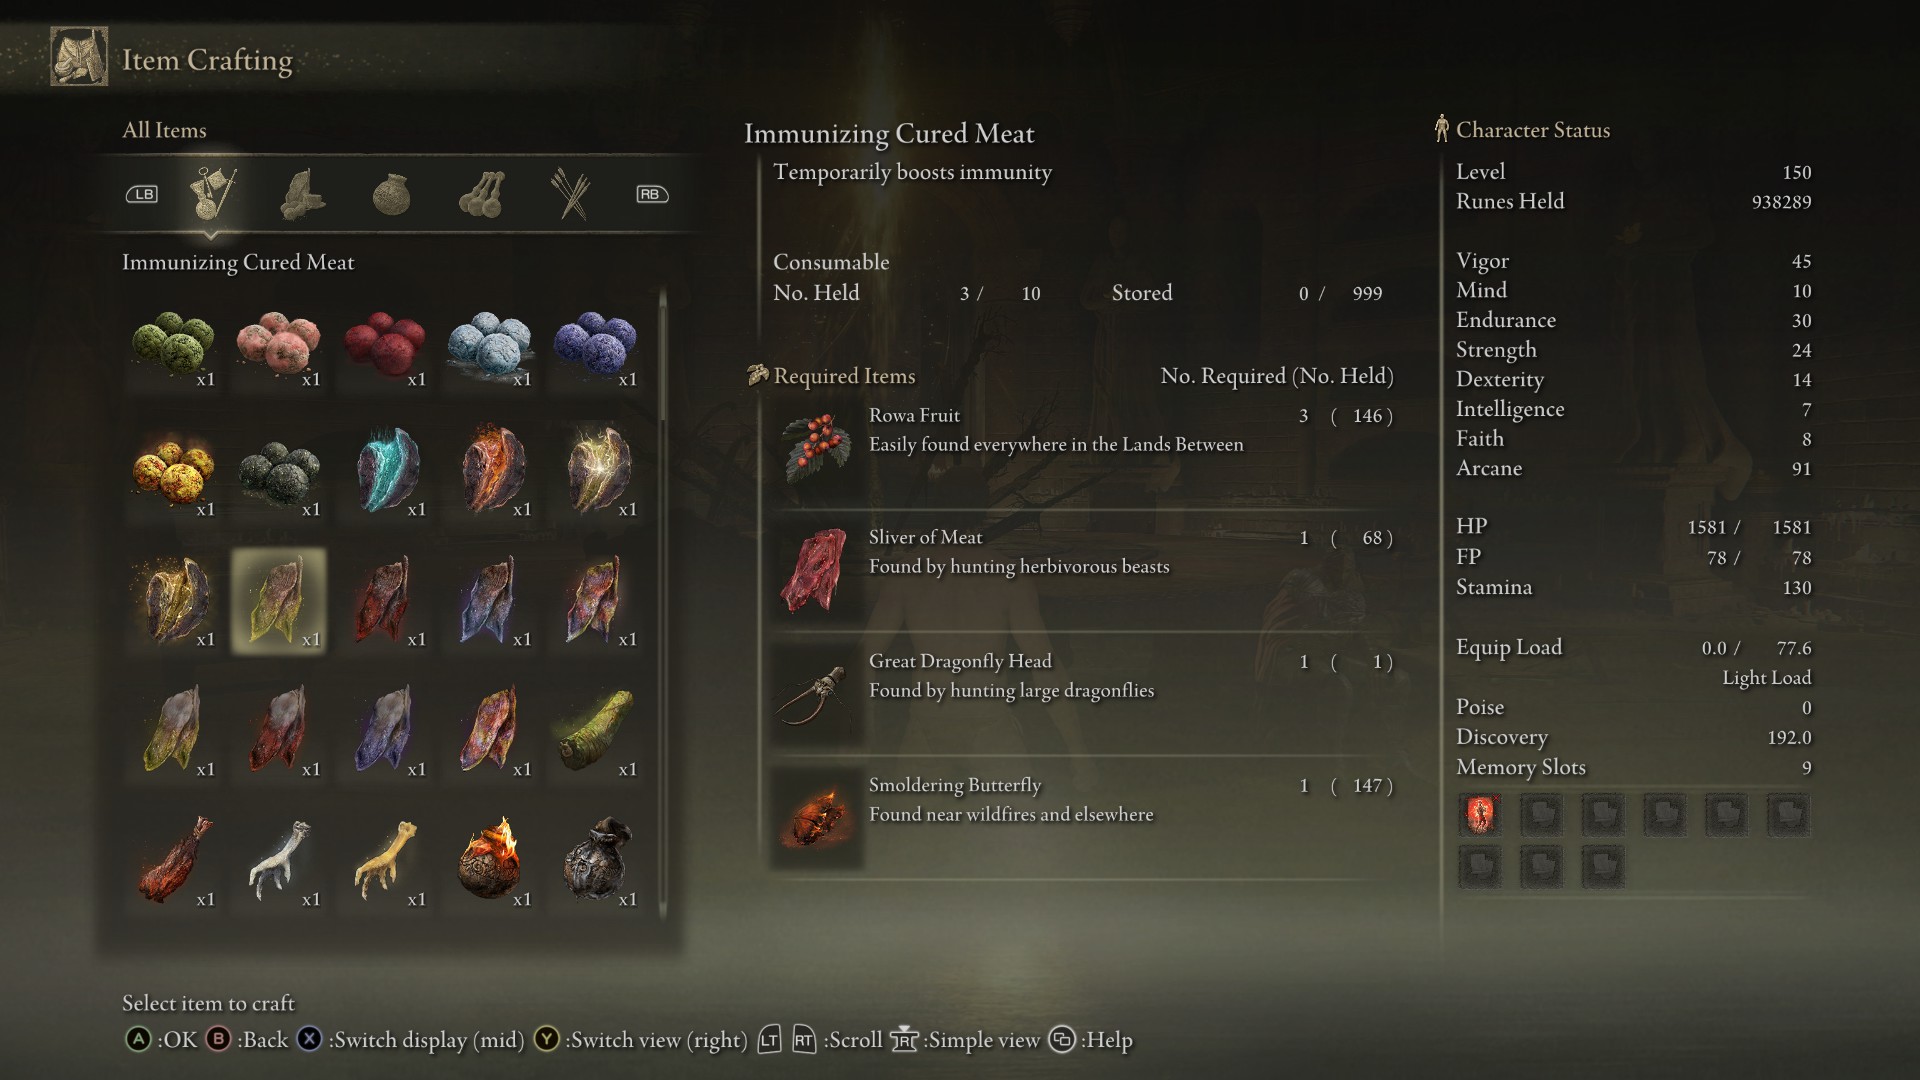 Item Crafting
All Items
LB RB
Immunizing Cured Meat
x1 x1 x1 x1 x1
x1 x1 x1 x1 x1
x1 x1 x1 x1 x1
x1 x1 x1 x1 x1
x1 x1 x1 x1 x1
Immunizing Cured Meat
Temporarily boosts immunity
Consumable
No. Held 3 / 10 Stored 0 / 999
Required Items No. Required (No. Held)
Rowa Fruit 3 ( 146 )
Easily found everywhere in the Lands Between
Sliver of Meat 1 ( 68 )
Found by hunting herbivorous beasts
Great Dragonfly Head 1 ( 1 )
Found by hunting large dragonflies
Smoldering Butterfly 1 ( 147 )
Found near wildfires and elsewhere
Character Status
Level 150
Runes Held 938289
Vigor 45
Mind 10
Endurance 30
Strength 24
Dexterity 14
Intelligence 7
Faith 8
Arcane 91
HP 1581 / 1581
FP 78 / 78
Stamina 130
Equip Load 0.0 / 77.6
Light Load
Poise 0
Discovery 192.0
Memory Slots 9
Select item to craft
A :OK B :Back X :Switch display (mid) Y :Switch view (right) LT RT :Scroll R :Simple view :Help